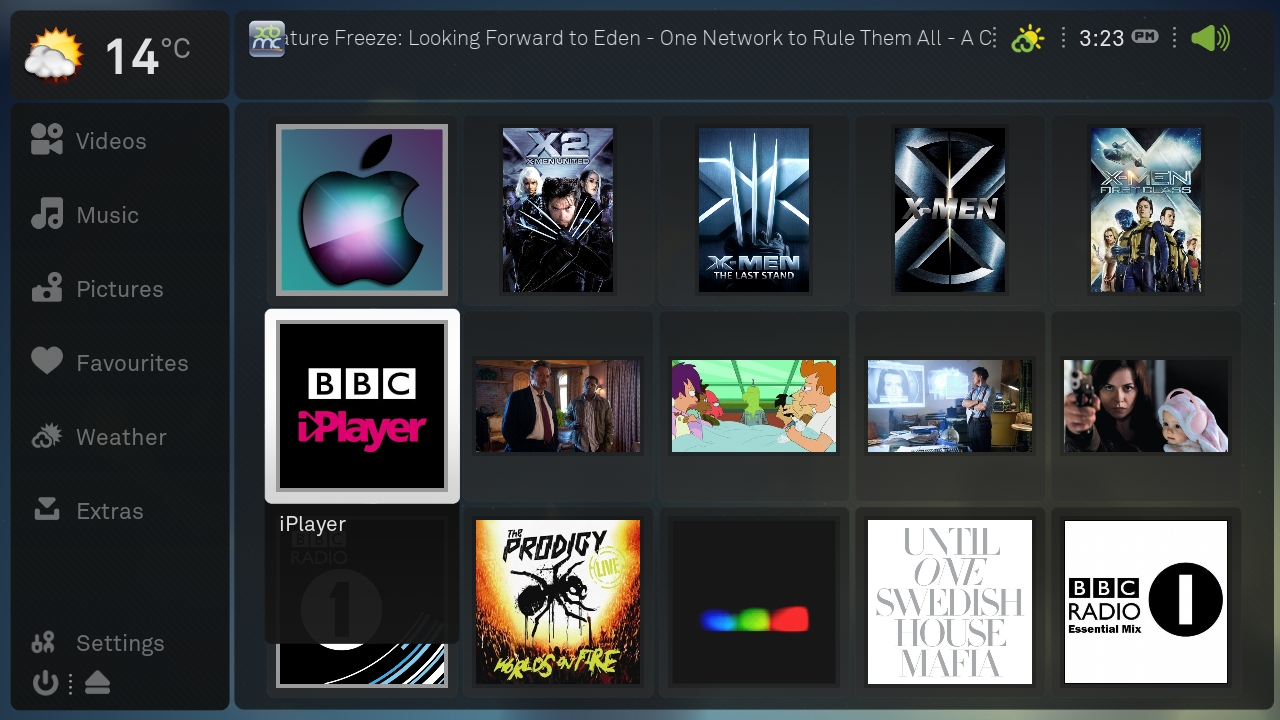 14°C
xb
mc
ature Freeze: Looking Forward to Eden - One Network to Rule Them All - A C
3:23 PM
Videos
Music
Pictures
Favourites
Weather
Extras
Settings
X2
X-MEN UNITED
X-MEN
THE LAST STAND
X-MEN
X-MEN
FIRST CLASS
BBC
iPlayer
iPlayer
BBC
RADIO
1
THE
PRODIGY
LIVE
WORLDS ON FIRE
UNTIL
ONE
SWEDISH
HOUSE
MAFIA
BBC
RADIO
Essential Mix
1